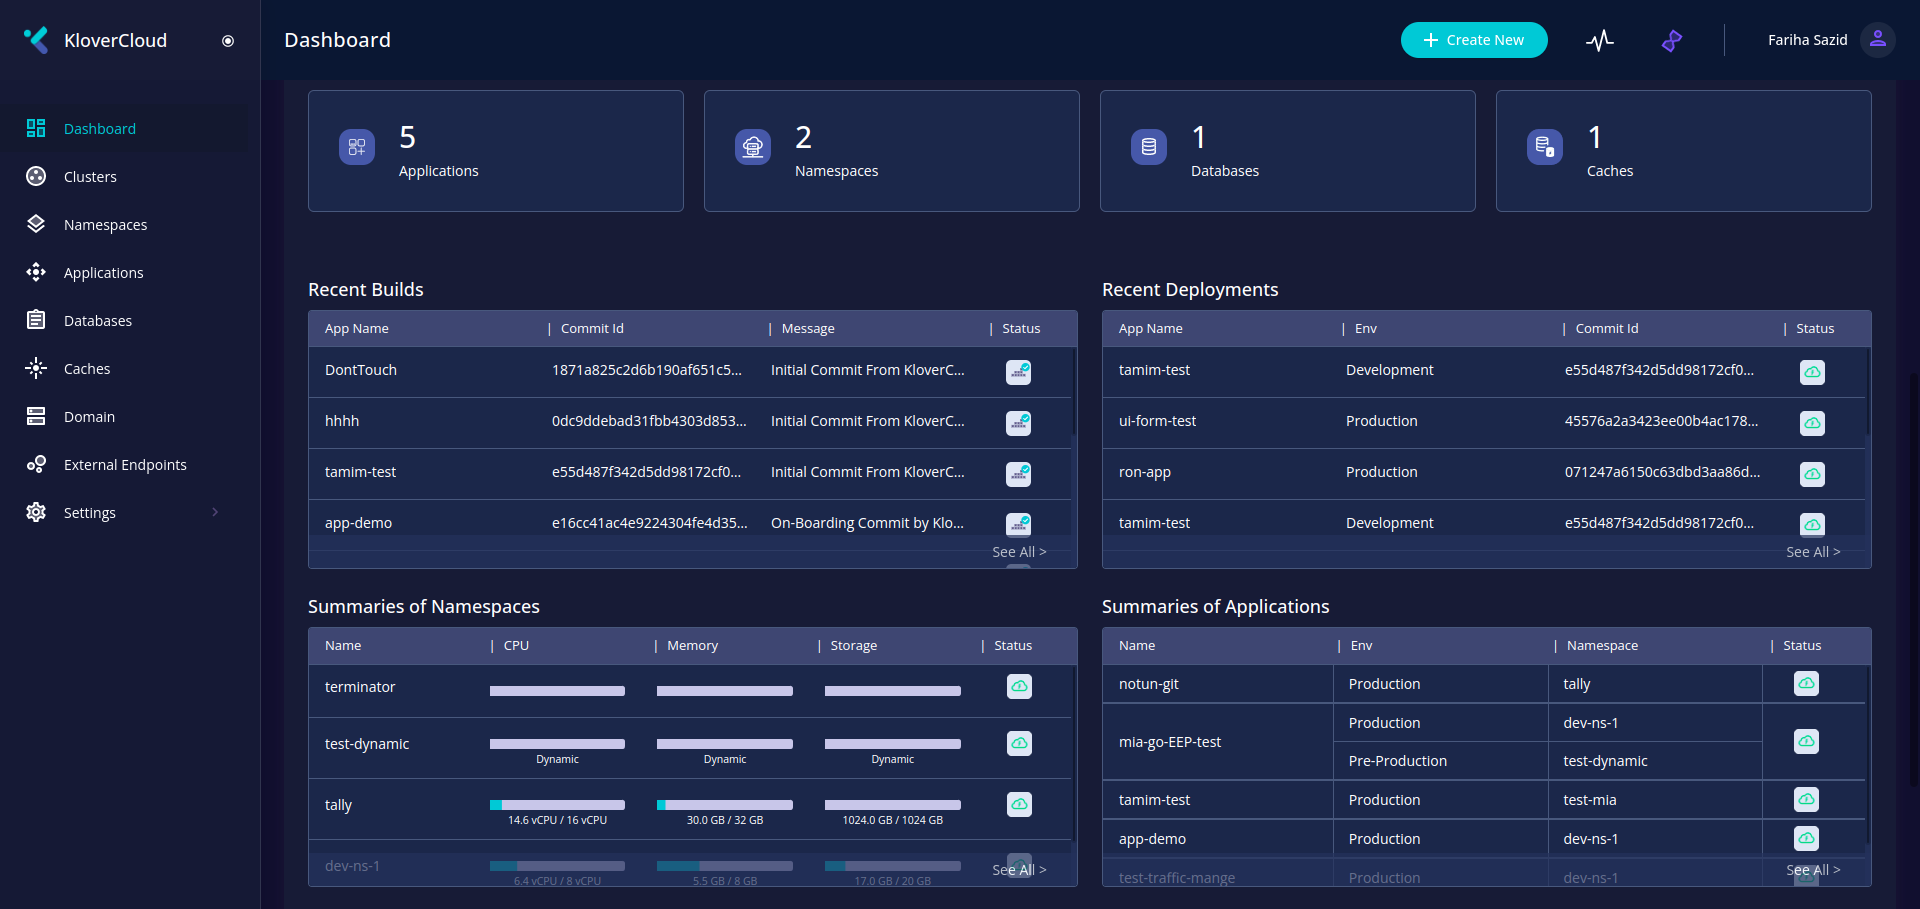 KloverCloud
Dashboard
Create New
Fariha Sazid
Dashboard
Clusters
Namespaces
Applications
Databases
Caches
Domain
External Endpoints
Settings
5
Applications
2
Namespaces
1
Databases
1
Caches
Recent Builds
App Name | Commit Id | Message | Status
DontTouch 1871a825c2d6b190af651c5... Initial Commit From KloverC...
hhhh 0dc9ddebad31fbb4303d853... Initial Commit From KloverC...
tamim-test e55d487f342d5dd98172cf0... Initial Commit From KloverC...
app-demo e16cc41ac4e9224304fe4d35... On-Boarding Commit by Klo...
See All >
Recent Deployments
App Name | Env | Commit Id | Status
tamim-test Development e55d487f342d5dd98172cf0...
ui-form-test Production 45576a2a3423ee00b4ac178...
ron-app Production 071247a6150c63dbd3aa86d...
tamim-test Development e55d487f342d5dd98172cf0...
See All >
Summaries of Namespaces
Name | CPU | Memory | Storage | Status
terminator
test-dynamic
Dynamic Dynamic Dynamic
tally
14.6 vCPU / 16 vCPU 30.0 GB / 32 GB 1024.0 GB / 1024 GB
dev-ns-1
See All >
6.4 vCPU / 8 vCPU 5.5 GB / 8 GB 17.0 GB / 20 GB
Summaries of Applications
Name | Env | Namespace | Status
notun-git Production tally
mia-go-EEP-test
Production dev-ns-1
Pre-Production test-dynamic
tamim-test Production test-mia
app-demo Production dev-ns-1
See All >
test-traffic-mange Production dev-ns-1